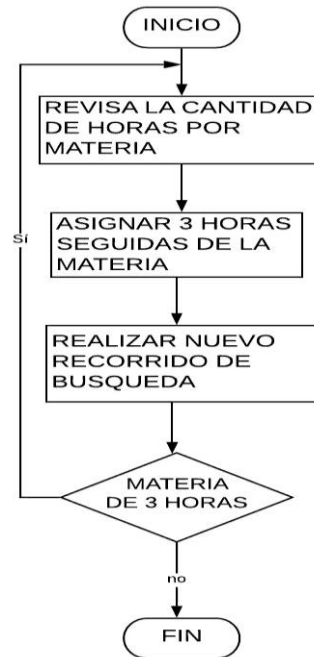 INICIO
REVISA LA CANTIDAD
DE HORAS POR
MATERIA
ASIGNAR 3 HORAS
SEGUIDAS DE LA
MATERIA
Sí
REALIZAR NUEVO
RECORRIDO DE
BUSQUEDA
MATERIA
DE 3 HORAS
no
FIN